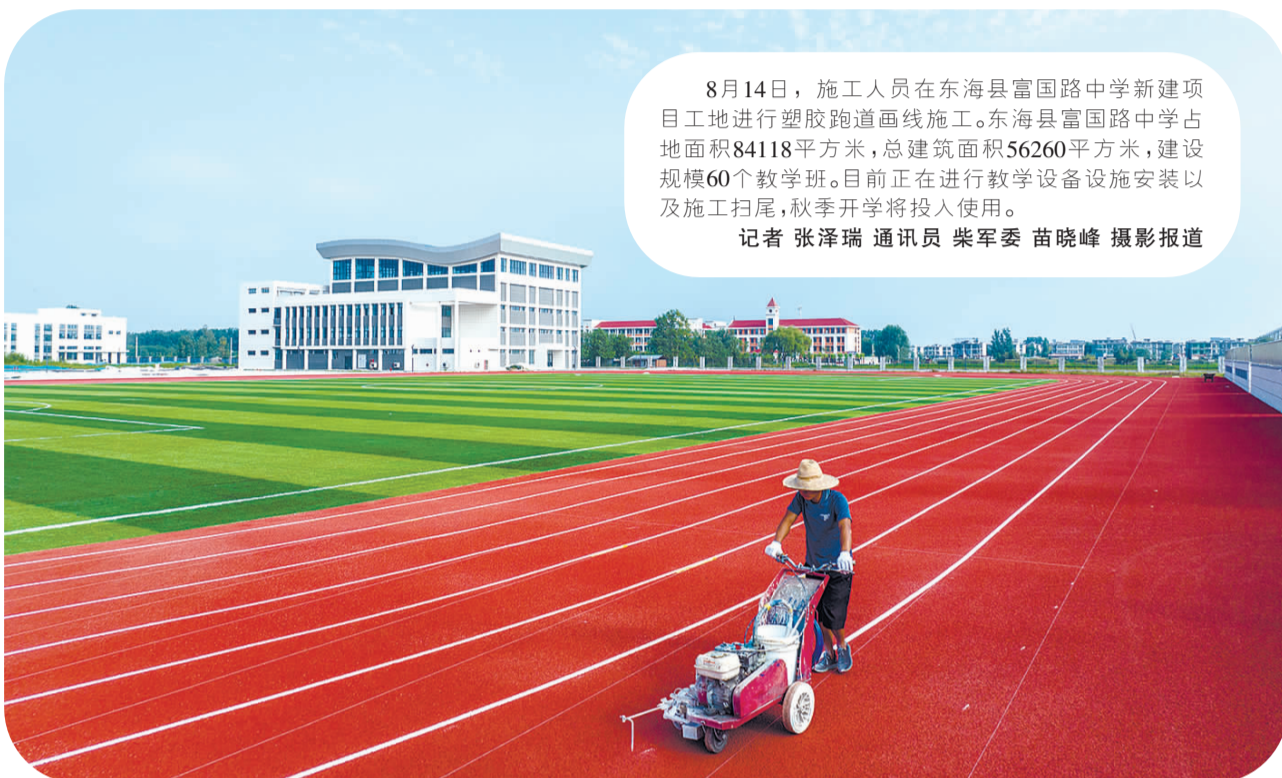 8月14日，施工人员在东海县富国路中学新建项
目工地进行塑胶跑道画线施工。东海县富国路中学占
地面积84118平方米，总建筑面积56260平方米，建设
规模60个教学班。目前正在进行教学设备设施安装以
及施工扫尾，秋季开学将投入使用。
记者 张泽瑞 通讯员 柴军委 苗晓峰 摄影报道